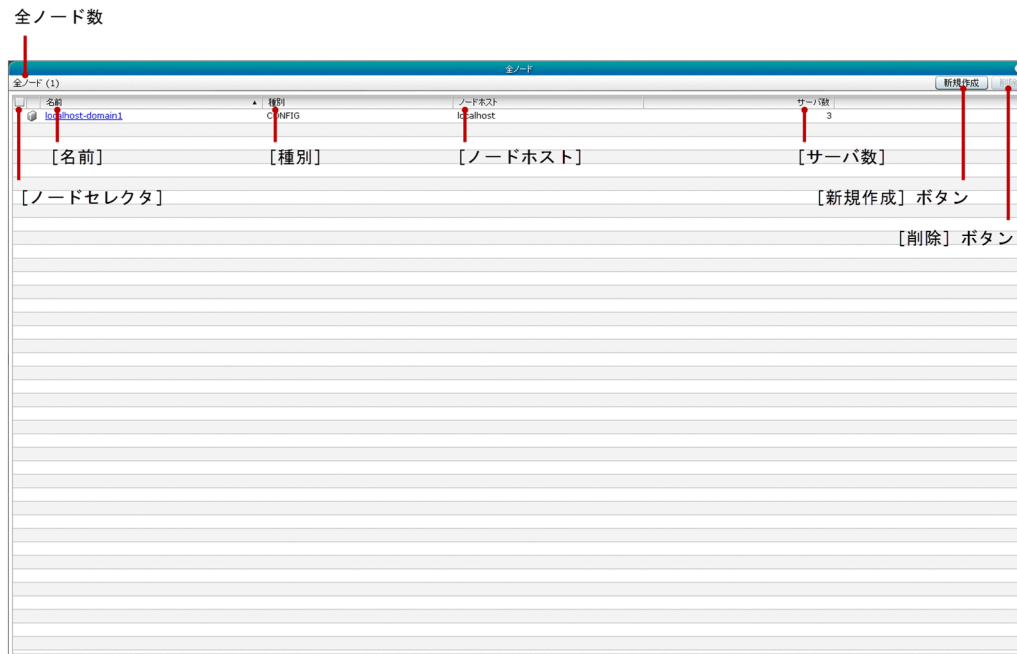 全ノード数
全ノード
全ノード (1)
新規作成 削除
名前 種別 ノードホスト サーバ数
localhost-domain1 CONFIG localhost 3
[名前] [種別] [ノードホスト] [サーバ数]
[ノードセレクタ] [新規作成] ボタン
[削除] ボタン